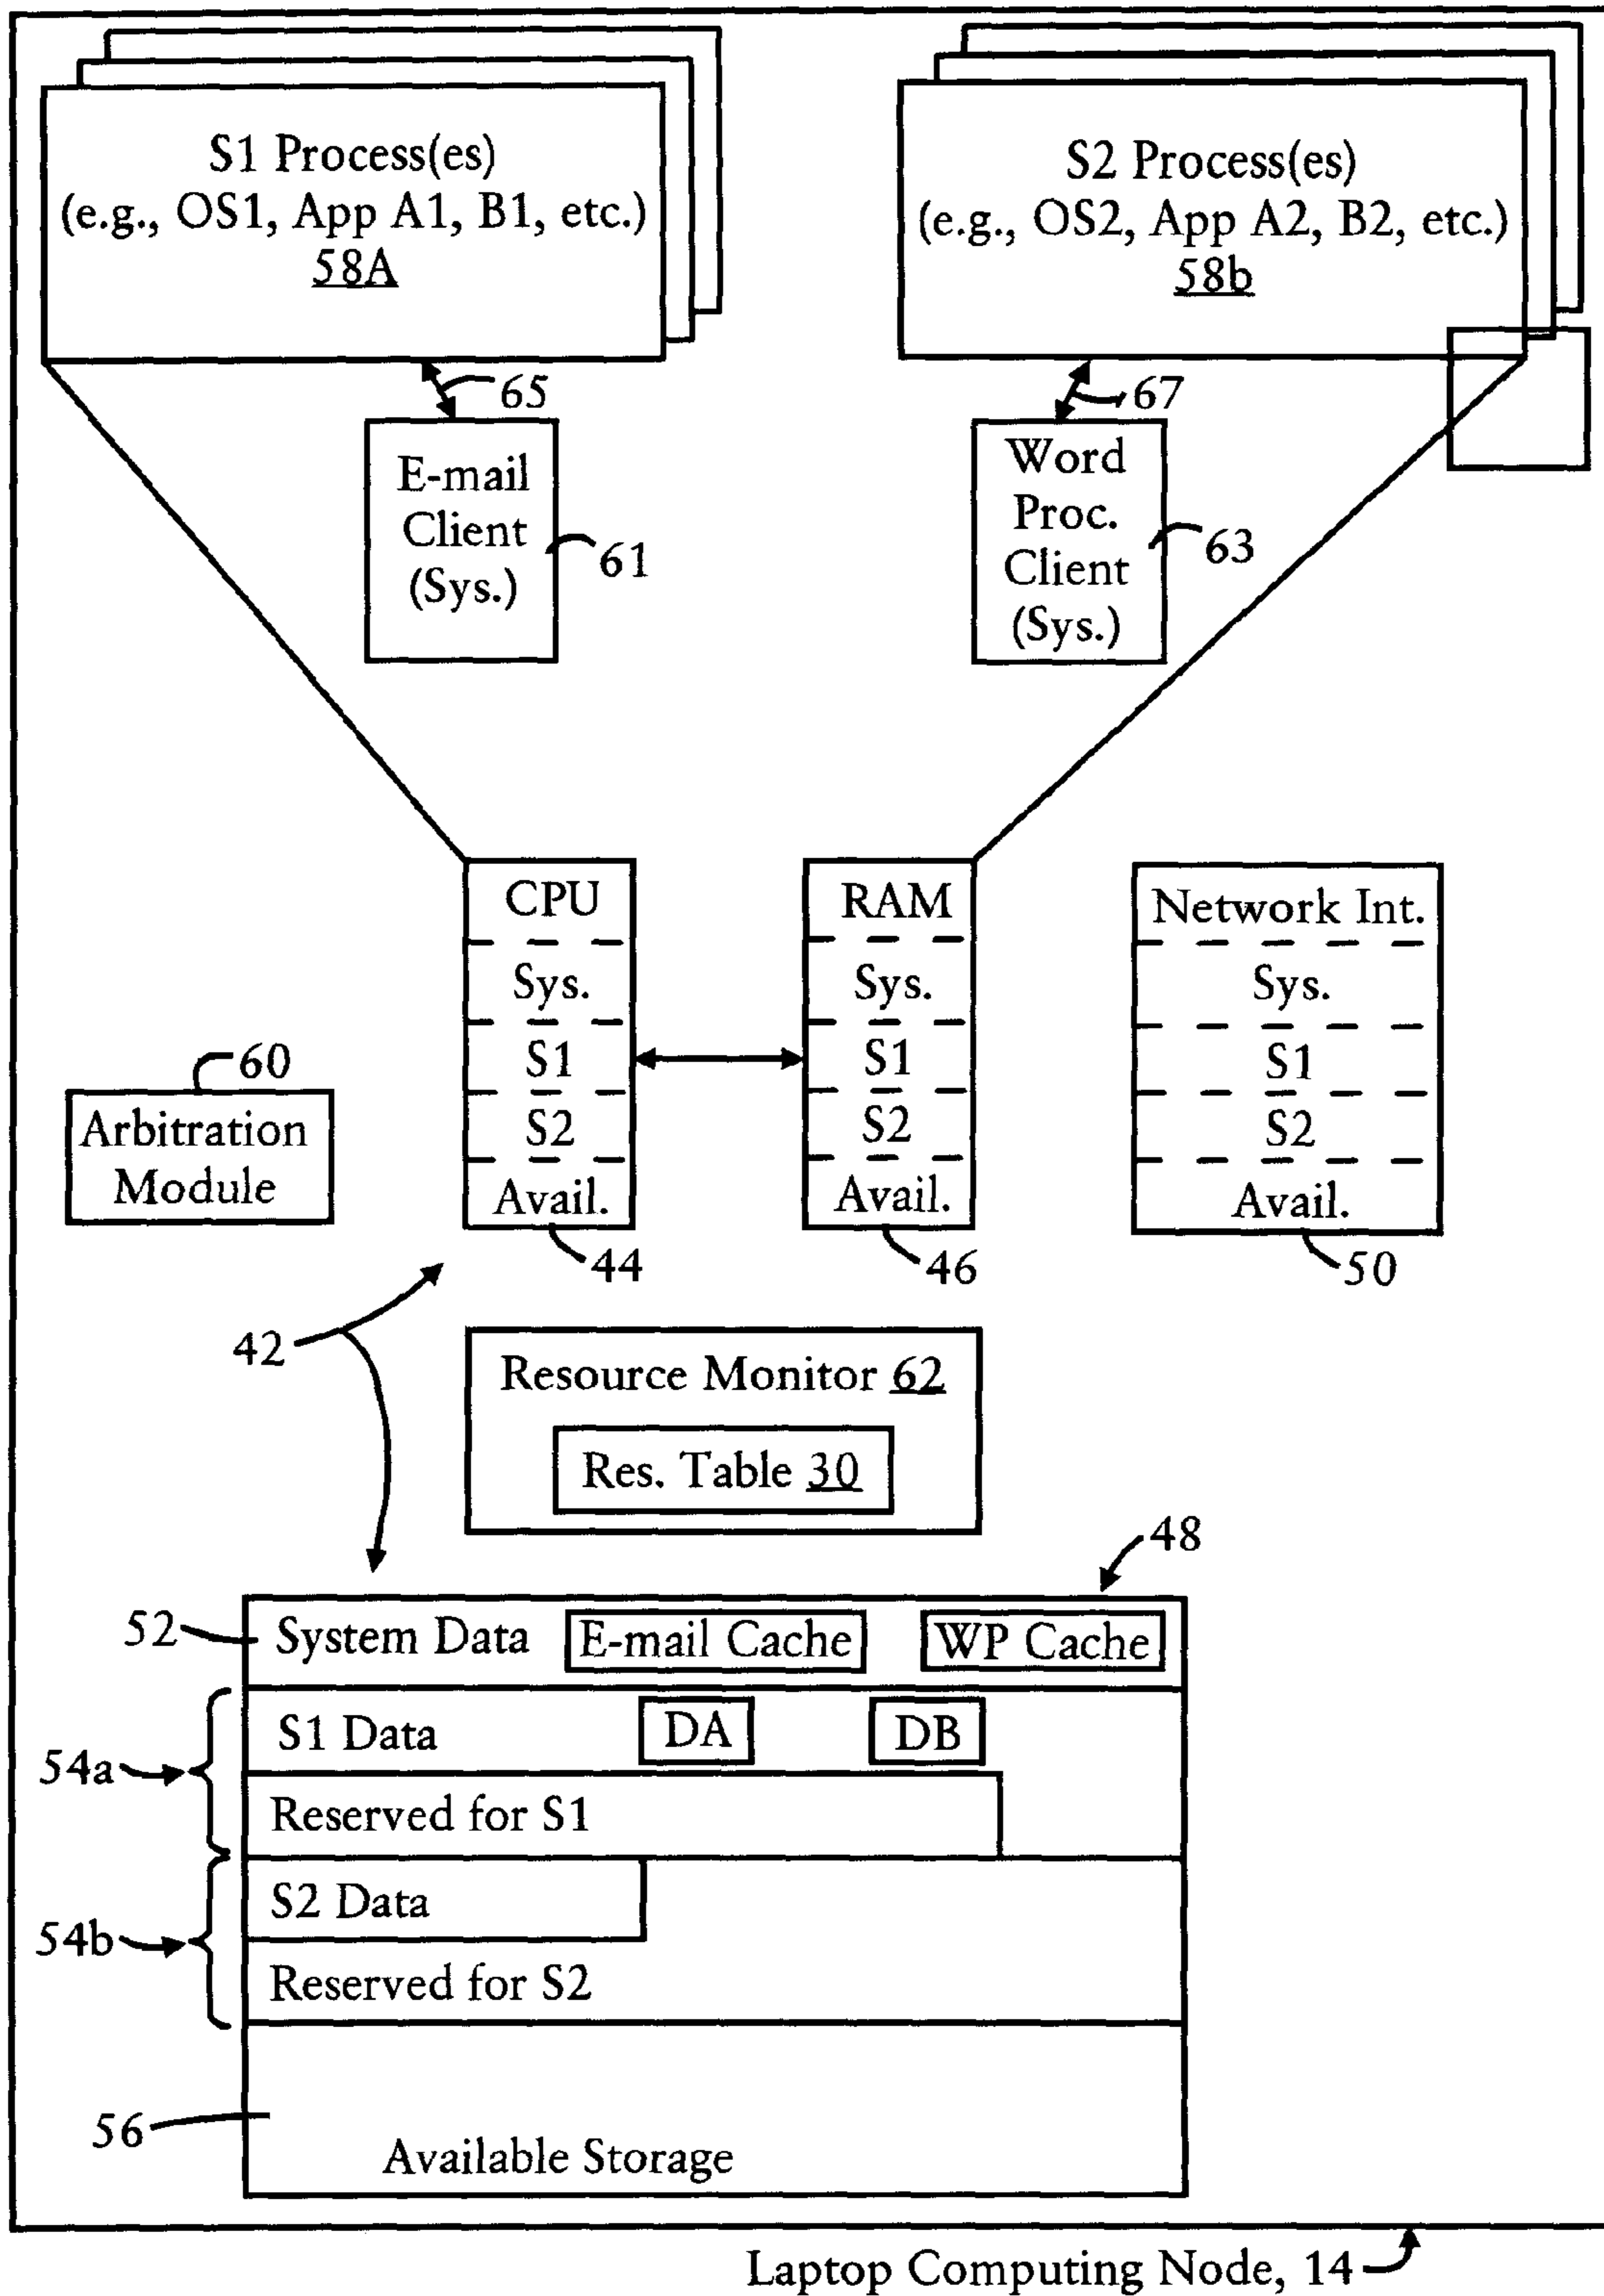 S1 Process(es)
(e.g., OS1, App A1, B1, etc.)
58A
S2 Process(es)
(e.g., OS2, App A2, B2, etc.)
58b
65
67
E-mail
Client
(Sys.)
61
Word
Proc.
Client
(Sys.)
63
CPU
Sys.
S1
S2
Avail.
44
RAM
Sys.
S1
S2
Avail.
46
Network Int.
Sys.
S1
S2
Avail.
50
60
Arbitration
Module
42
Resource Monitor 62
Res. Table 30
48
52
System Data E-mail Cache WP Cache
54a
S1 Data DA DB
Reserved for S1
54b
S2 Data
Reserved for S2
56
Available Storage
Laptop Computing Node, 14